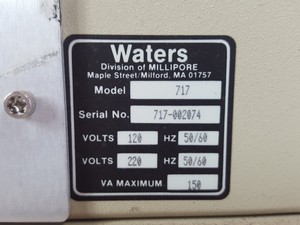 Waters
Division of MILLIPORE
Maple Street/Milford, MA 01757
Model 717
Serial No. 717-002074
VOLTS 120 HZ 50/60
VOLTS 220 HZ 50/60
VA MAXIMUM 150